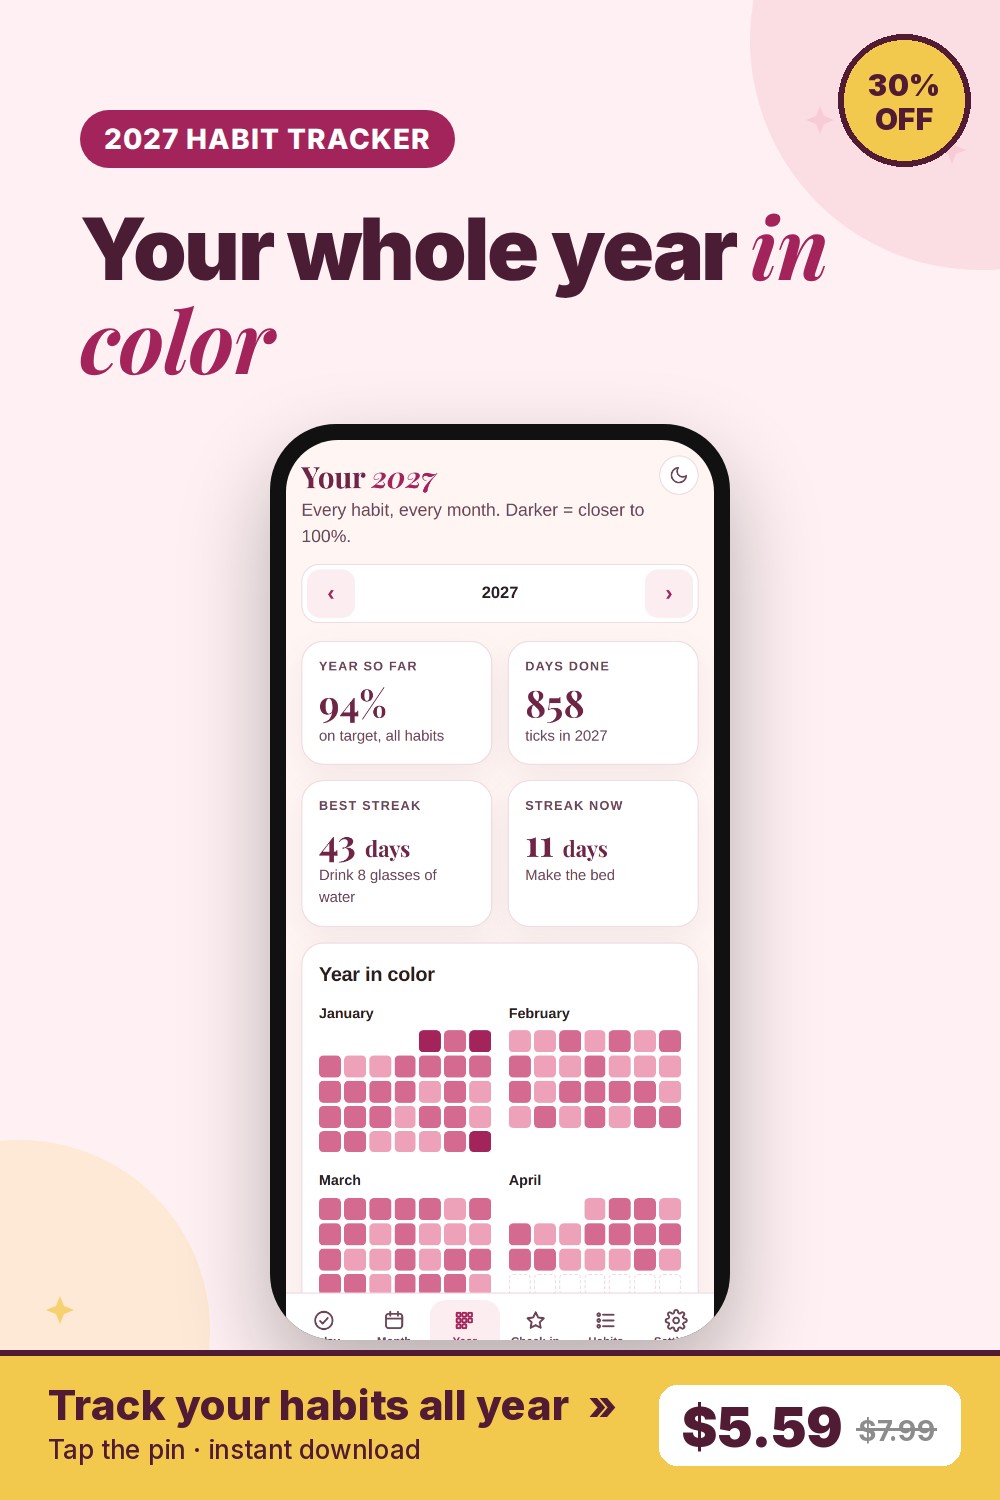 30%
OFF
2027 HABIT TRACKER
Your whole year in
color
Your 2027
Every habit, every month. Darker = closer to
100%.
‹ 2027 ›
YEAR SO FAR
94%
on target, all habits
DAYS DONE
858
ticks in 2027
BEST STREAK
43 days
Drink 8 glasses of
water
STREAK NOW
11 days
Make the bed
Year in color
January
February
March
April
Track your habits all year »
Tap the pin · instant download
$5.59 $7.99